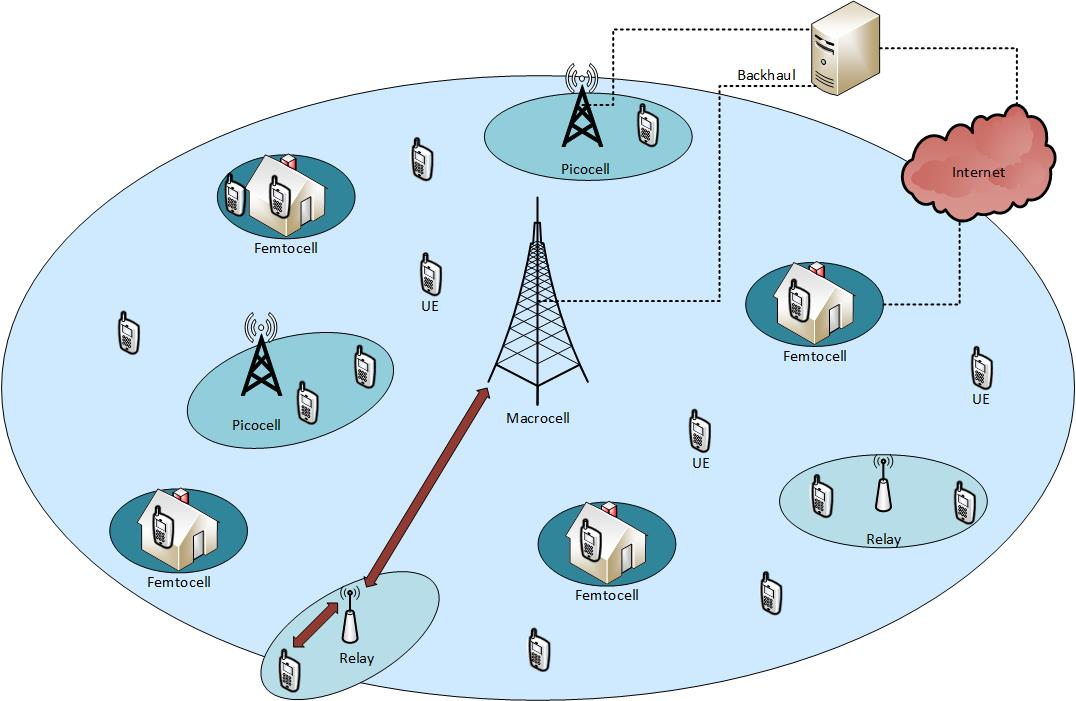 Backhaul
Picocell
Internet
Femtocell
UE
Femtocell
UE
Picocell
Macrocell
UE
Relay
Femtocell
Femtocell
Relay